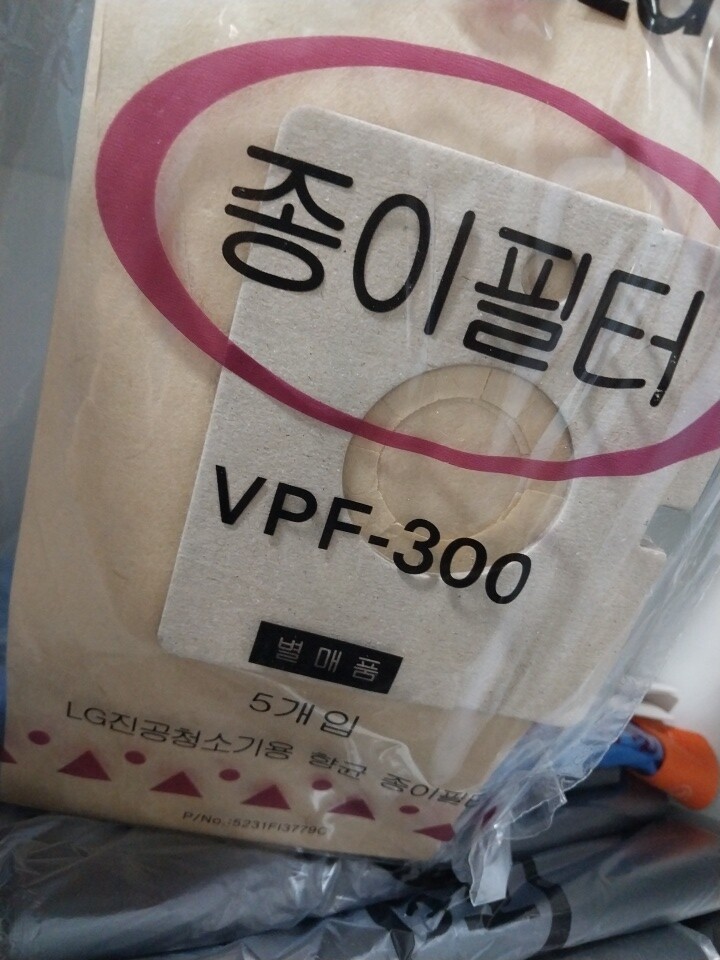 종이필터
VPF-300
별매품
5개입
LG진공청소기용 항균 종이필터
P/No.:5231FI3779C